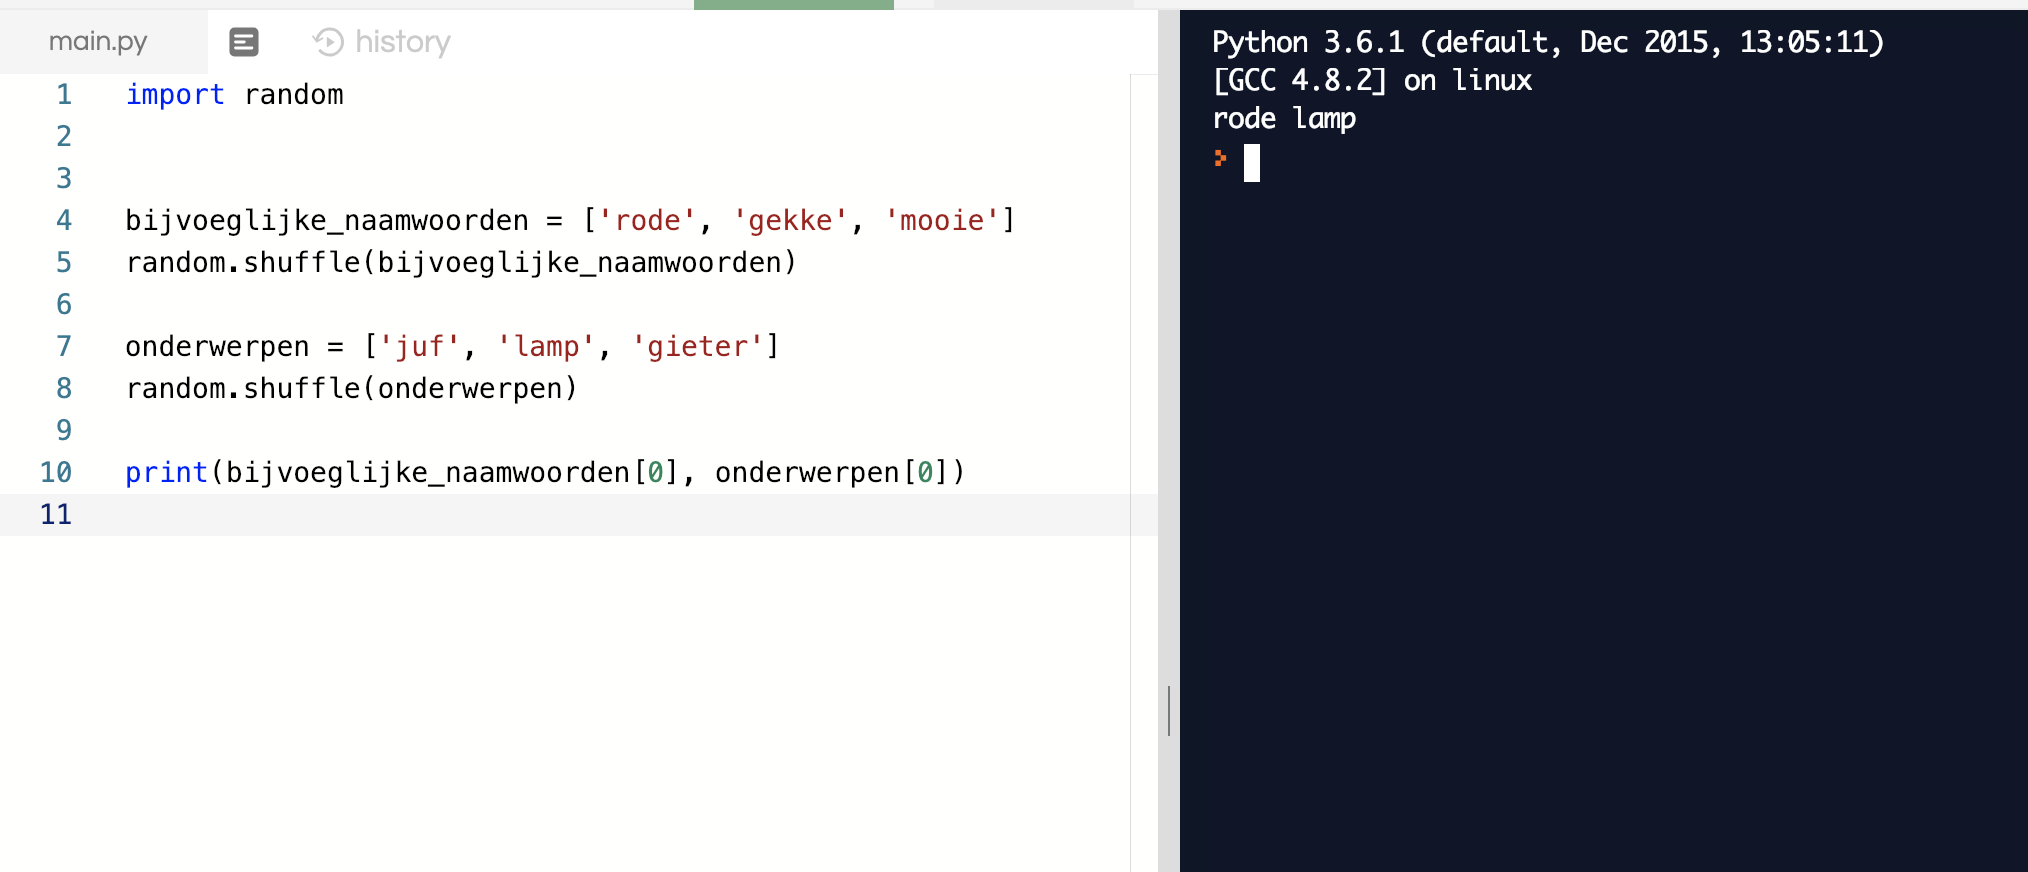 main.py
history
1 import random
2
3
4 bijvoeglijke_naamwoorden = ['rode', 'gekke', 'mooie']
5 random.shuffle(bijvoeglijke_naamwoorden)
6
7 onderwerpen = ['juf', 'lamp', 'gieter']
8 random.shuffle(onderwerpen)
9
10 print(bijvoeglijke_naamwoorden[0], onderwerpen[0])
11
Python 3.6.1 (default, Dec 2015, 13:05:11)
[GCC 4.8.2] on linux
rode lamp